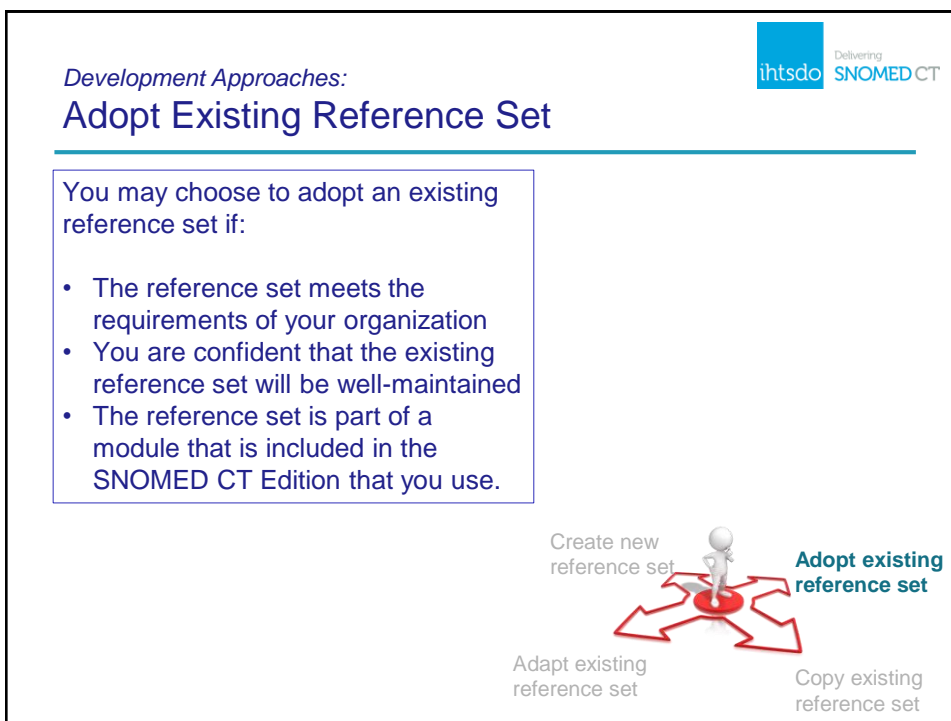 Delivering
ihtsdo SNOMED CT
Development Approaches:
Adopt Existing Reference Set
You may choose to adopt an existing
reference set if:
• The reference set meets the
requirements of your organization
• You are confident that the existing
reference set will be well-maintained
• The reference set is part of a
module that is included in the
SNOMED CT Edition that you use.
Create new
reference set
Adopt existing
reference set
Adapt existing
reference set
Copy existing
reference set